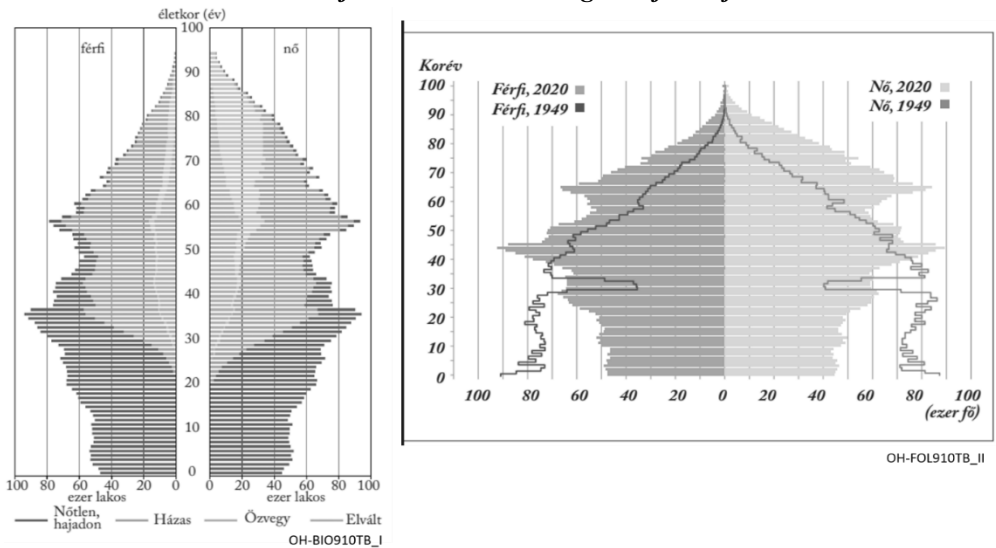 életkor (év)
100
férfi
nő
90
80
70
60
50
40
30
20
10
0
100 80 60 40 20 0
0 20 40 60 80 100
ezer lakos
ezer lakos
Nőtlen,
hajadon
Házas
Özvegy
Elvált
OH-BIO910TB_I
Korév
100
90
80
70
60
50
40
30
20
10
0
Férfi, 2020
Férfi, 1949
Nő, 2020
Nő, 1949
100 80 60 40 20 0 20 40 60 80 100
(ezer fő)
OH-FOL910TB_II